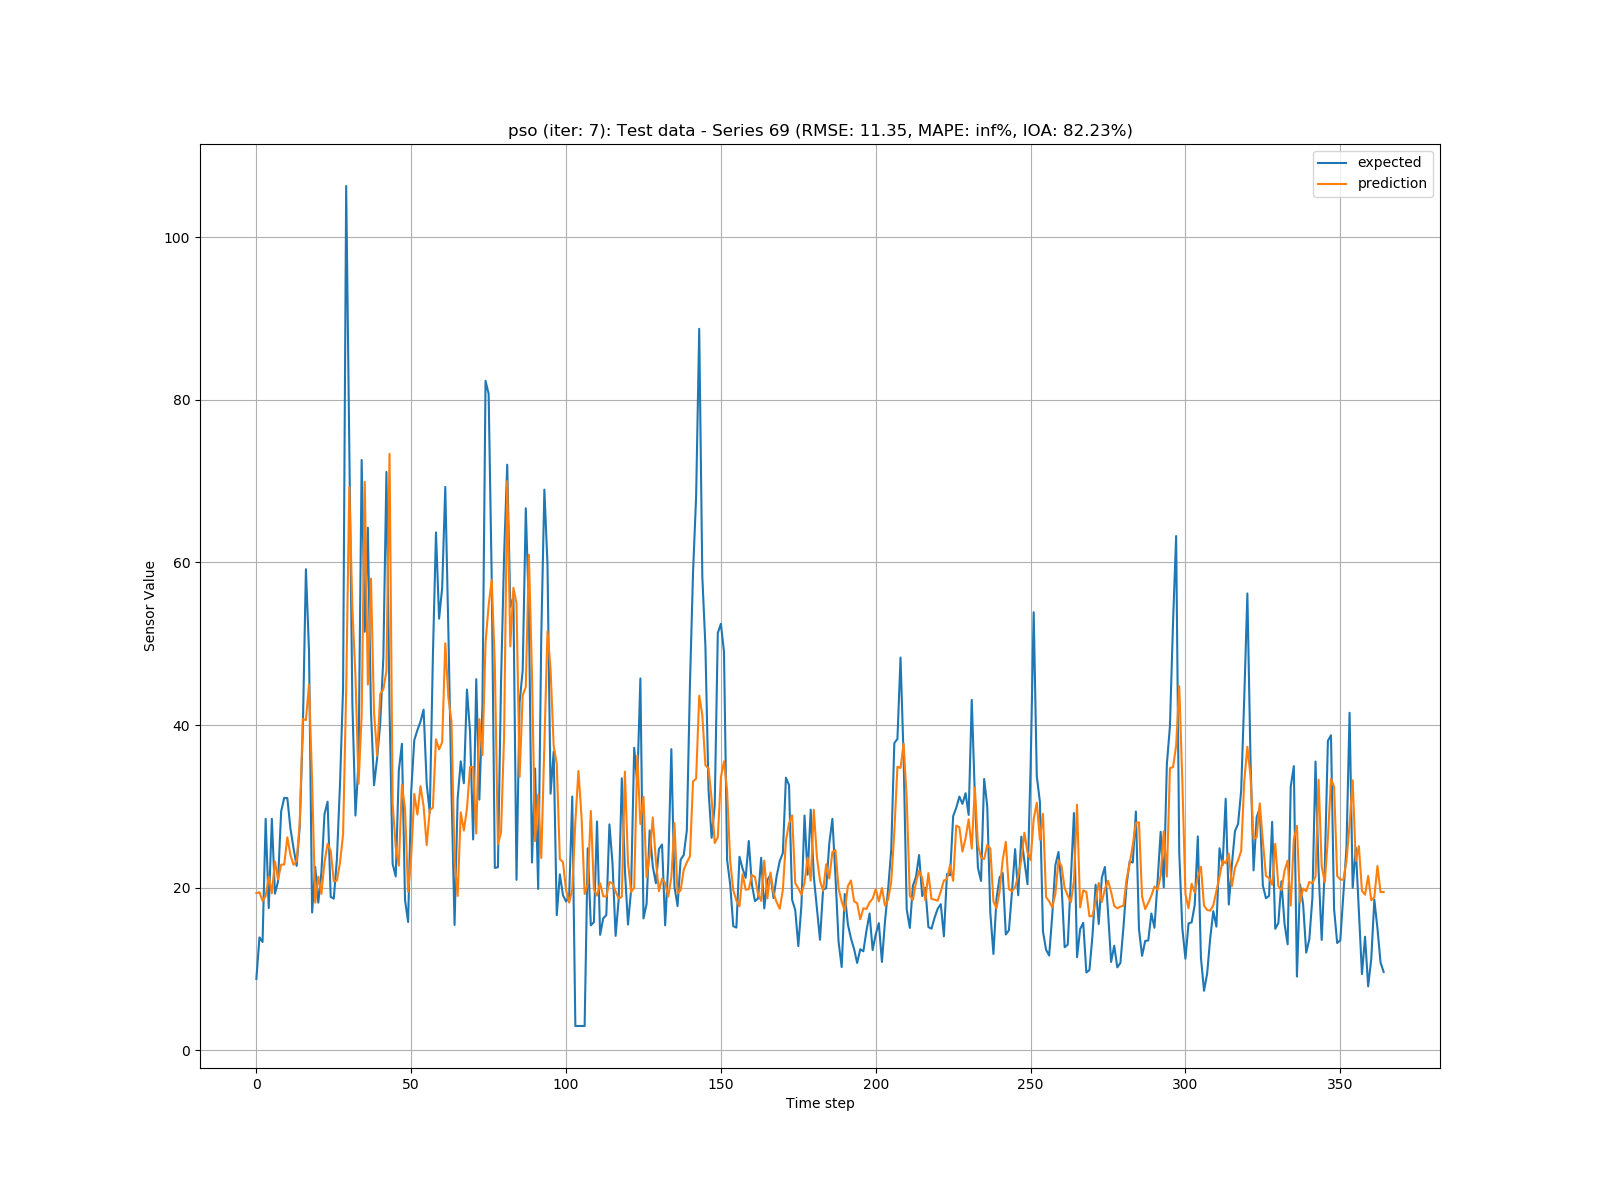 pso (iter: 7): Test data - Series 69 (RMSE: 11.35, MAPE: inf%, IOA: 82.23%)
expected
prediction
100
80
60
40
20
0
Sensor Value
0 50 100 150 200 250 300 350
Time step